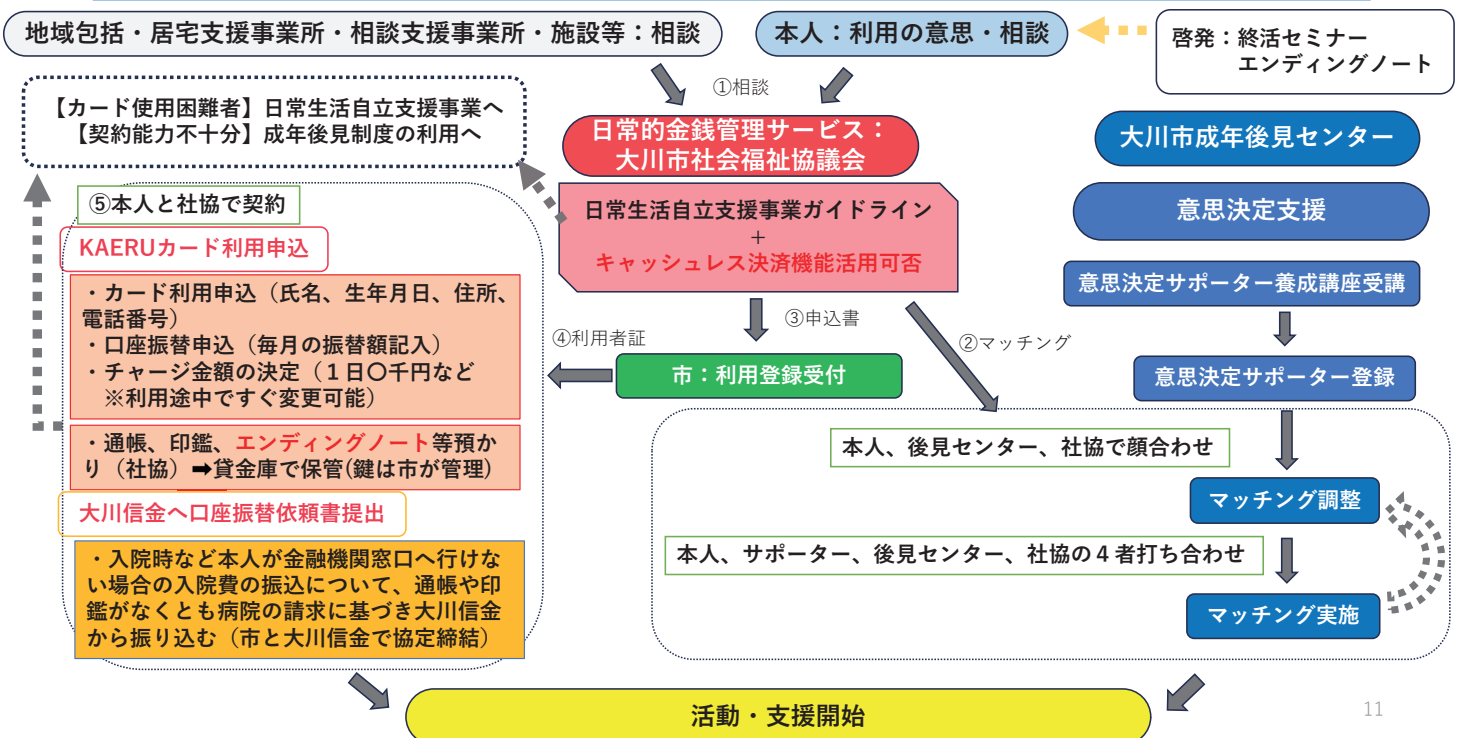 地域包括・居宅支援事業所・相談支援事業所・施設等：相談
本人：利用の意思・相談
啓発：終活セミナー
エンディングノート
①相談
【カード使用困難者】日常生活自立支援事業へ
【契約能力不十分】成年後見制度の利用へ
日常的金銭管理サービス：
大川市社会福祉協議会
大川市成年後見センター
日常生活自立支援事業ガイドライン
+
キャッシュレス決済機能活用可否
意思決定支援
⑤本人と社協で契約
KAERUカード利用申込
・カード利用申込（氏名、生年月日、住所、
電話番号）
・口座振替申込（毎月の振替額記入）
・チャージ金額の決定（１日〇千円など
※利用途中ですぐ変更可能）
・通帳、印鑑、エンディングノート等預か
り（社協）➡貸金庫で保管(鍵は市が管理)
大川信金へ口座振替依頼書提出
・入院時など本人が金融機関窓口へ行けな
い場合の入院費の振込について、通帳や印
鑑がなくとも病院の請求に基づき大川信金
から振り込む（市と大川信金で協定締結）
③申込書
④利用者証
市：利用登録受付
②マッチング
意思決定サポーター養成講座受講
意思決定サポーター登録
本人、後見センター、社協で顔合わせ
マッチング調整
本人、サポーター、後見センター、社協の４者打ち合わせ
マッチング実施
活動・支援開始
11